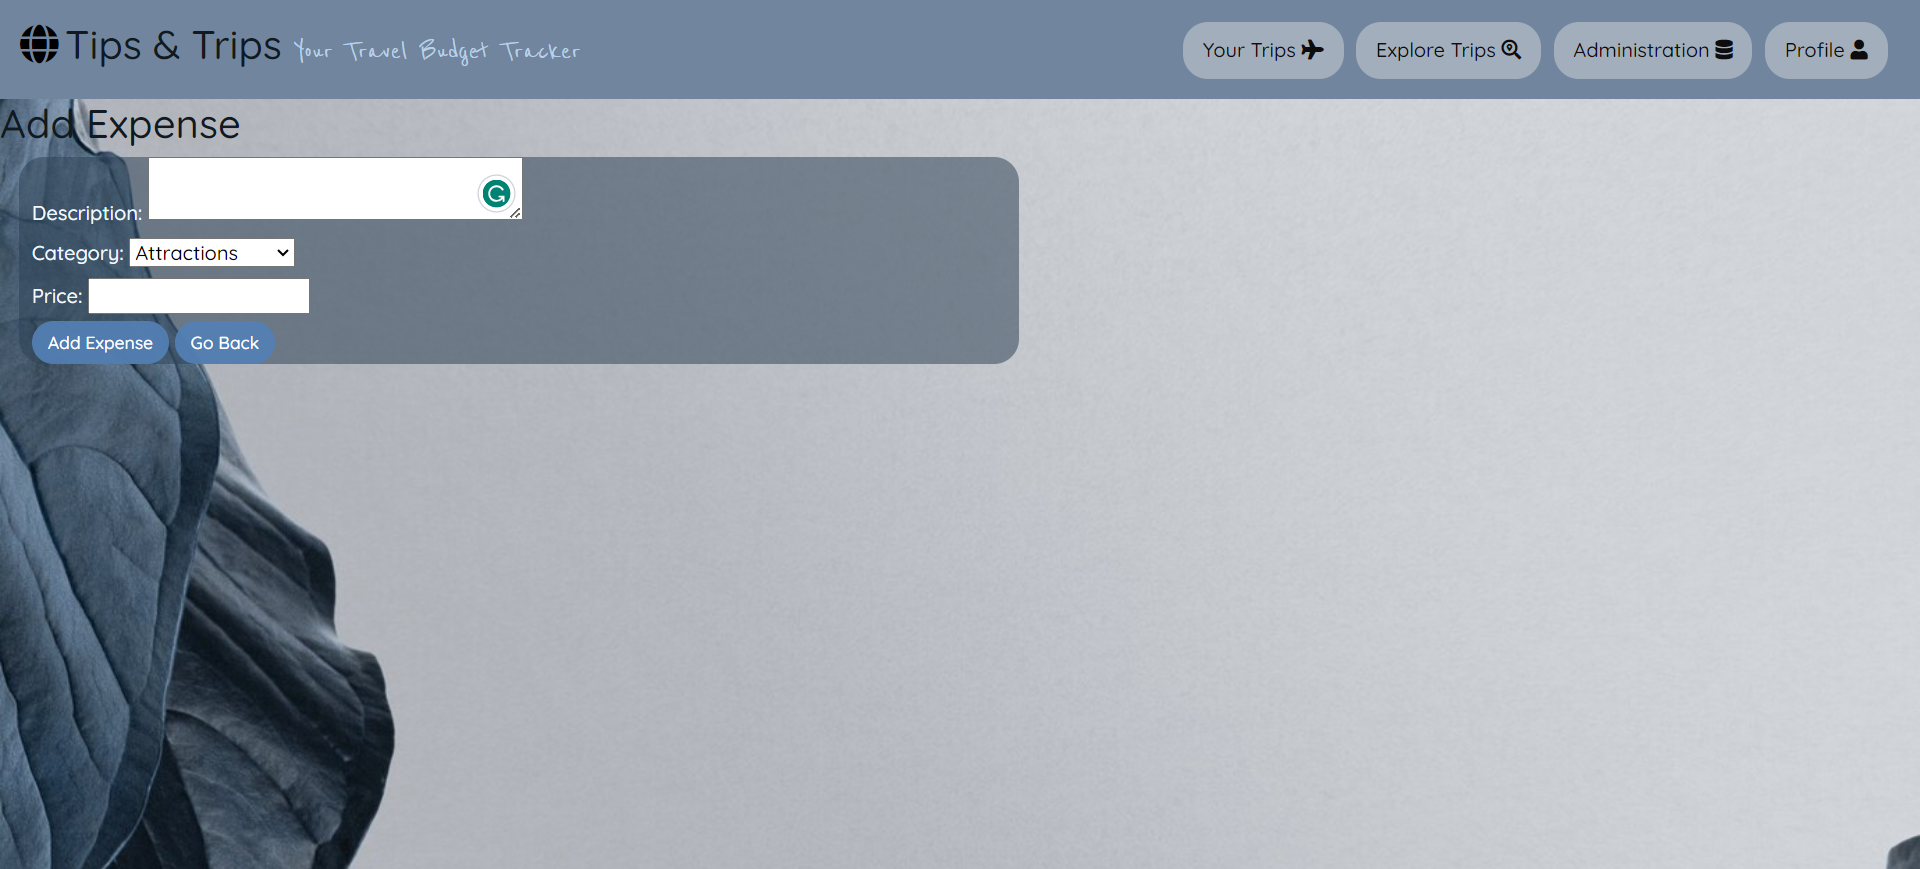 Tips & Trips Your Travel Budget Tracker
Your Trips Explore Trips Administration Profile
Add Expense
Description:
Category: Attractions
Price:
Add Expense Go Back